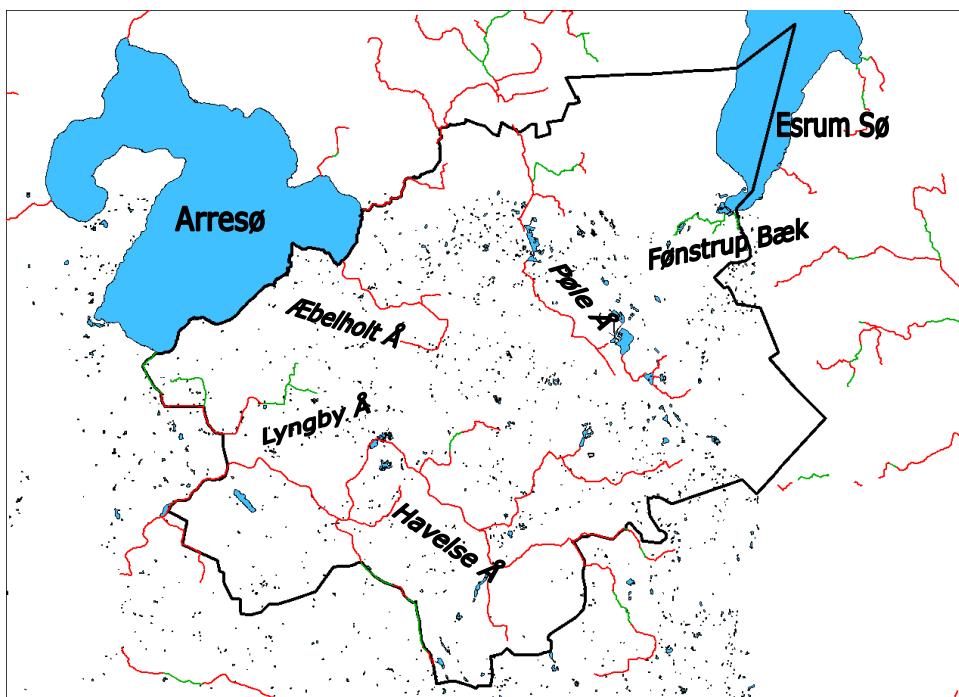 Esrum Sø
Arresø
Fønstrup Bæk
Pøle Å
Æbelholt Å
Lyngby Å
Havelse Å